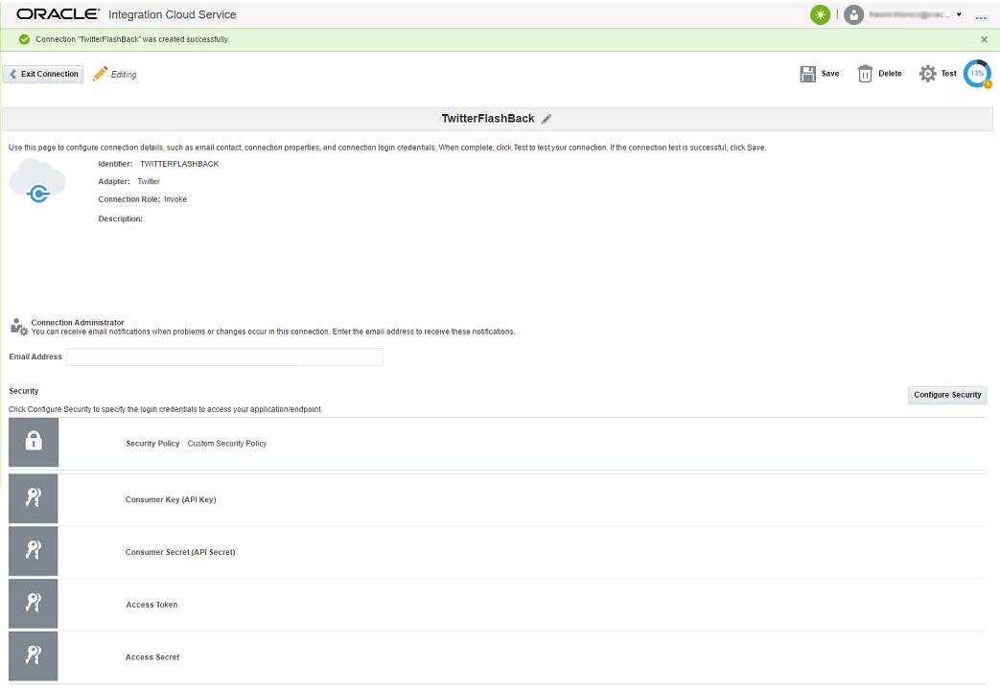 ORACLE® Integration Cloud Service
Connection "TwitterFlashBack" was created successfully.
Exit Connection
Editing
Save
Delete
Test
13%
TwitterFlashBack
Use this page to configure connection details, such as email contact, connection properties, and connection login credentials. When complete, click Test to test your connection. If the connection test is successful, click Save.
Identifier: TWITTERFLASHBACK
Adapter: Twitter
Connection Role: Invoke
Description:
Connection Administrator
You can receive email notifications when problems or changes occur in this connection. Enter the email address to receive these notifications.
Email Address
Security
Configure Security
Click Configure Security to specify the login credentials to access your application/endpoint.
Security Policy Custom Security Policy
Consumer Key (API Key)
Consumer Secret (API Secret)
Access Token
Access Secret